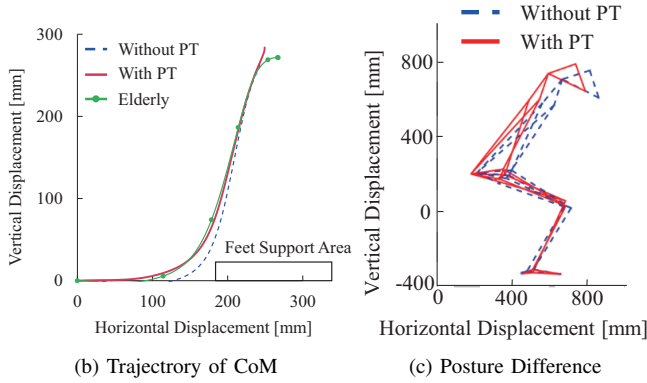 300
200
100
0
Vertical Displacement [mm]
Without PT
With PT
Elderly
Feet Support Area
0
100
200
300
Horizontal Displacement [mm]
(b) Trajectrory of CoM
Without PT
With PT
800
400
0
-400
Vertical Displacement [mm]
0
400
800
Horizontal Displacement [mm]
(c) Posture Difference